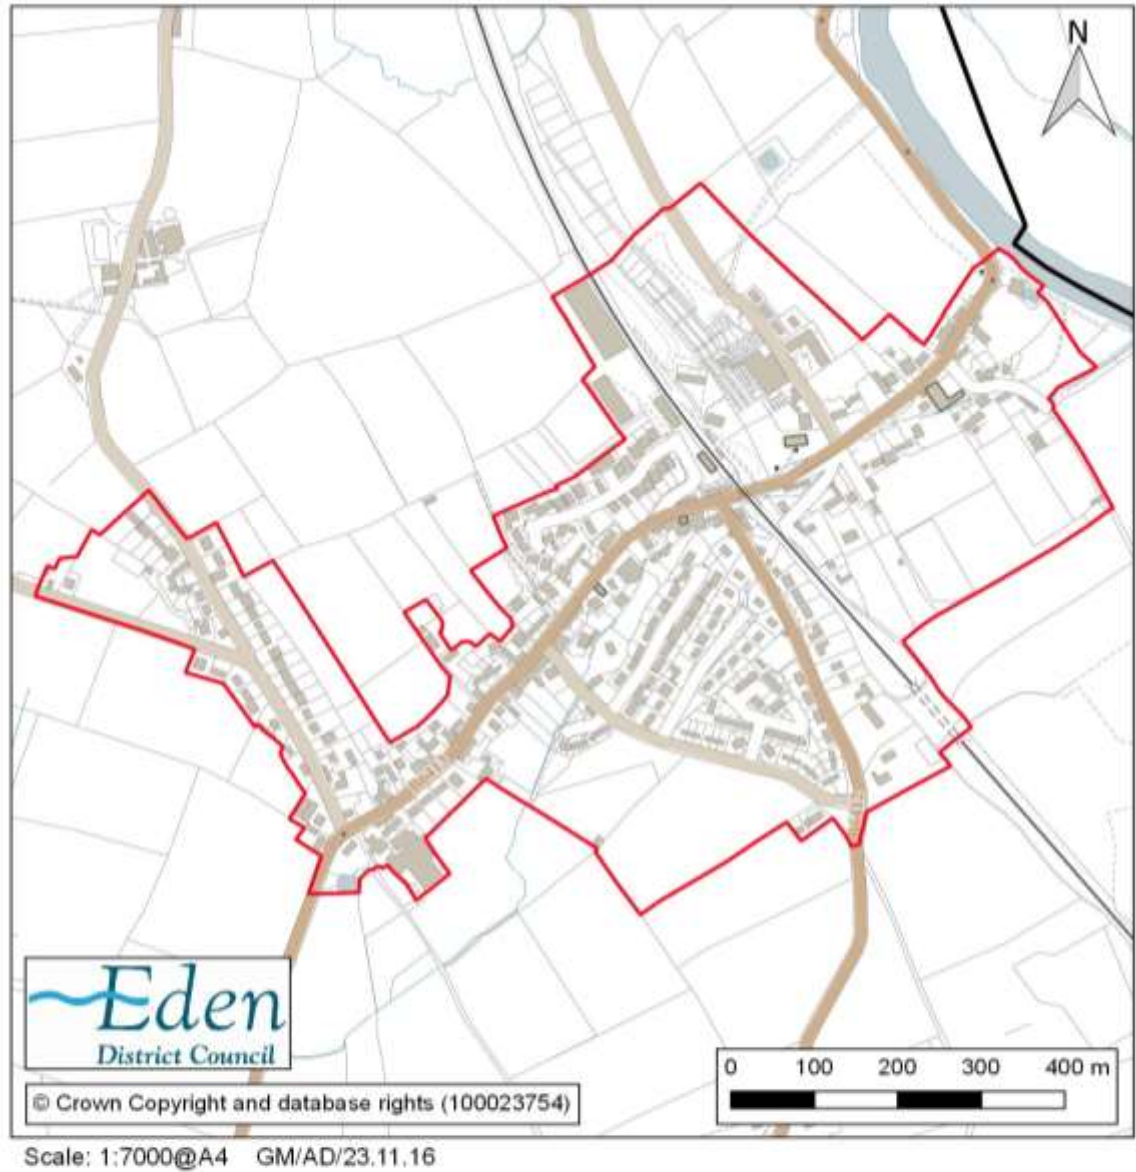 N
Eden
District Council
0 100 200 300 400 m
© Crown Copyright and database rights (100023754)
Scale: 1:7000@A4 GM/AD/23.11.16